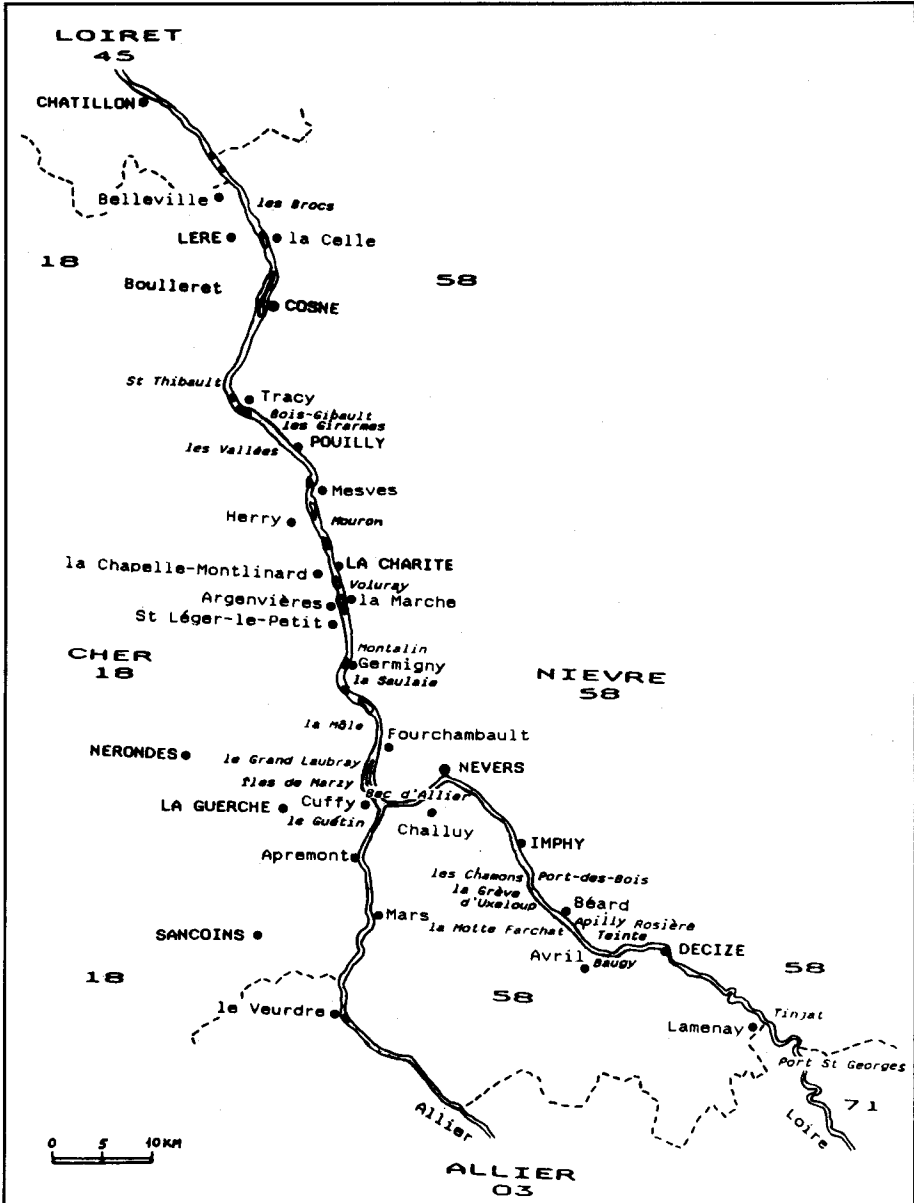 LOIRET
45
CHATILLON
Belleville
les Brocs
LERE
la Celle
18
58
Boulleret
COSNE
St Thibault
Tracy
Bois-Gibault
les Girarmes
les Vallées
POUILLY
Mesves
Herry
Mouron
LA CHARITE
la Chapelle-Montlinard
Voluray
Argenvières
la Marche
St Léger-le-Petit
Montalin
CHER
18
Germigny
NIEVRE
58
la Saulaie
la Môle
Fourchambault
NERONDES
le Grand Laubray
NEVERS
Îles de Marzy
Bec d'Allier
LA GUERCHE
Cuffy
le Guétin
Challuy
IMPHY
Apremont
les Chamons
Port-des-Bois
la Grève
d'Uxeloup
Béard
Mars
Apilly Rosière
la Motte Farchat
Teinte
SANCOINS
DECIZE
Avril
Baugy
18
58
58
le Veurdre
Tinjat
Lamenay
Port St Georges
71
Allier
Loire
0 5 10 KM
ALLIER
03